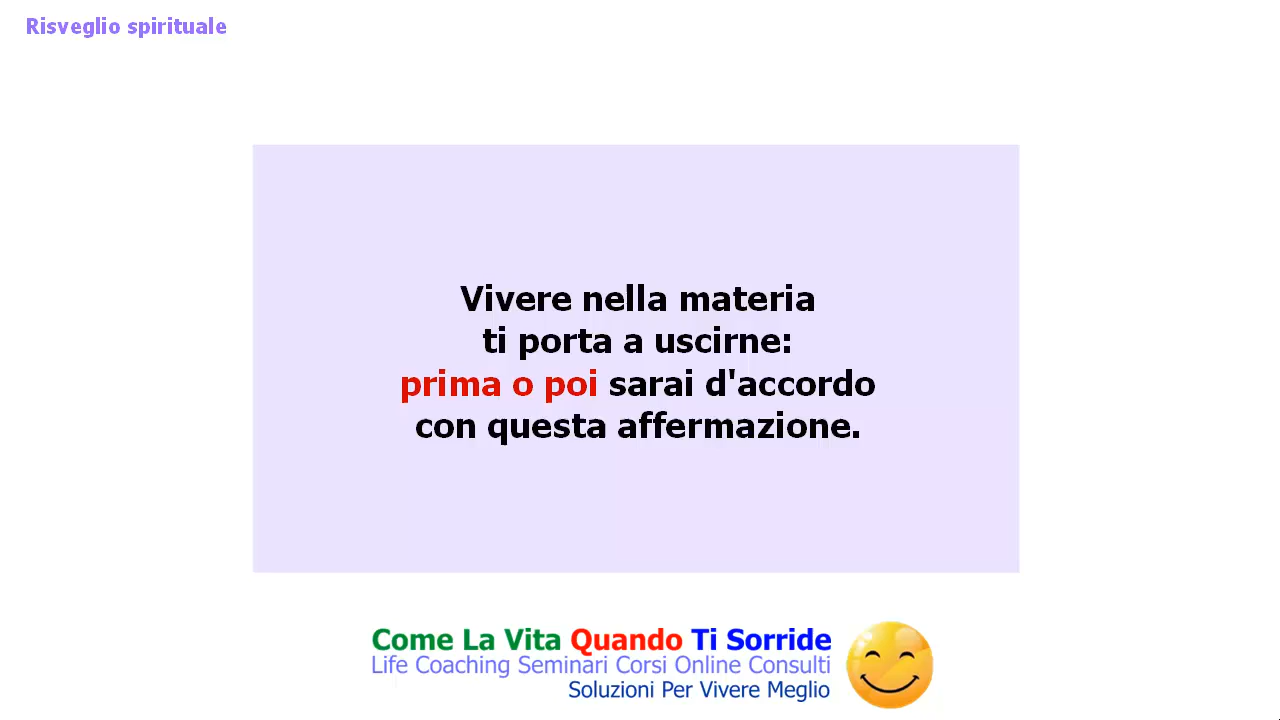 Risveglio spirituale
Vivere nella materia
ti porta a uscirne:
prima o poi sarai d'accordo
con questa affermazione.
Come La Vita Quando Ti Sorride
Life Coaching Seminari Corsi Online Consulti
Soluzioni Per Vivere Meglio